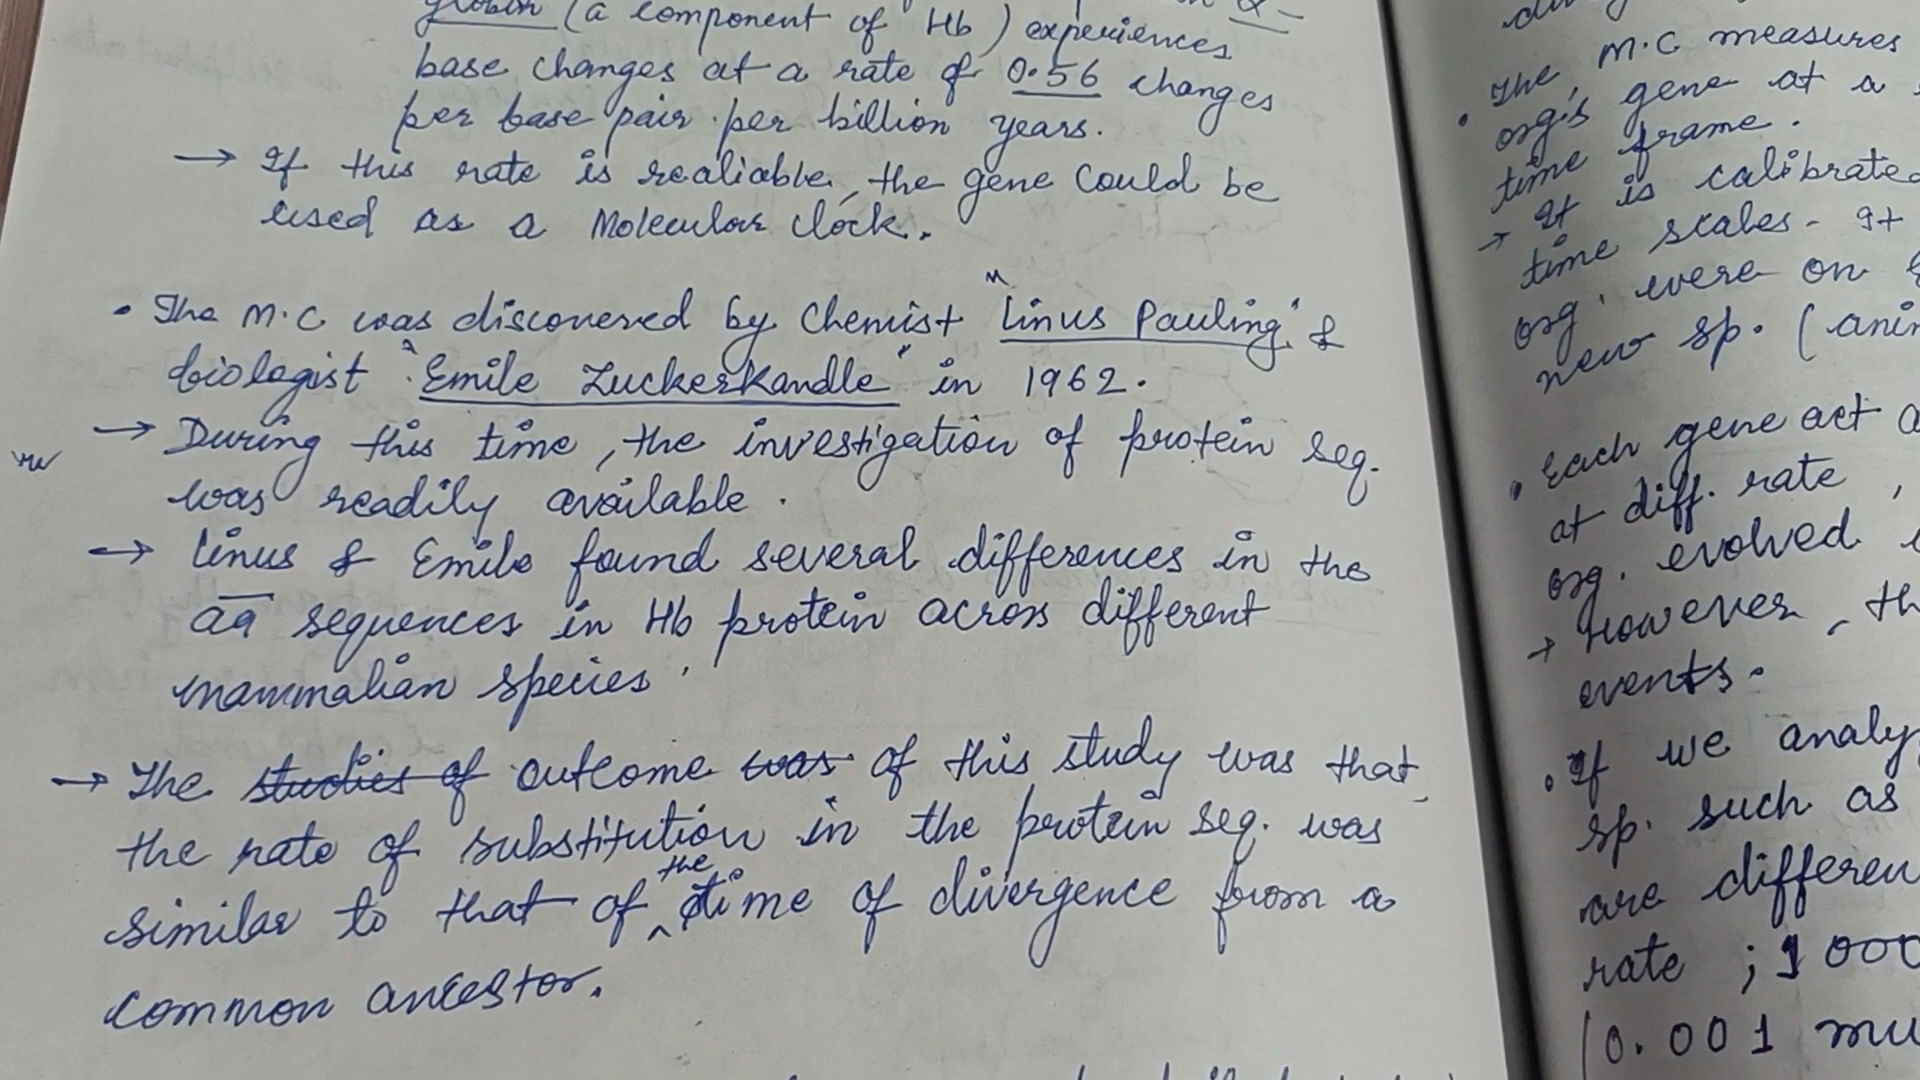 globin (a component of Hb) experiences
base changes at a rate of 0.56 changes
per base pair per billion years.
→ If this rate is realiable, the gene could be
used as a Molecular clock.
• The M.C was discovered by Chemist "Linus Pauling" &
biologist "Emile Zuckerkandle" in 1962.
→ During this time, the investigation of protein seq.
was readily available.
→ Linus & Emile found several differences in the
aa sequences in Hb protein across different
mammalian species.
→ The studies of outcome was of this study was that
the rate of substitution in the protein seq. was
similar to that of the time of divergence from a
common ancestor.
• The M.C measures
org's gene at a
time frame.
→ It is calibrated
time scales. It
org. were on
new sp. (
• Each gene act
at diff. rate,
org. evolved
→ However, th
events.
• If we analy
sp. such as
are differen
rate ; 1000
(0.001 mu